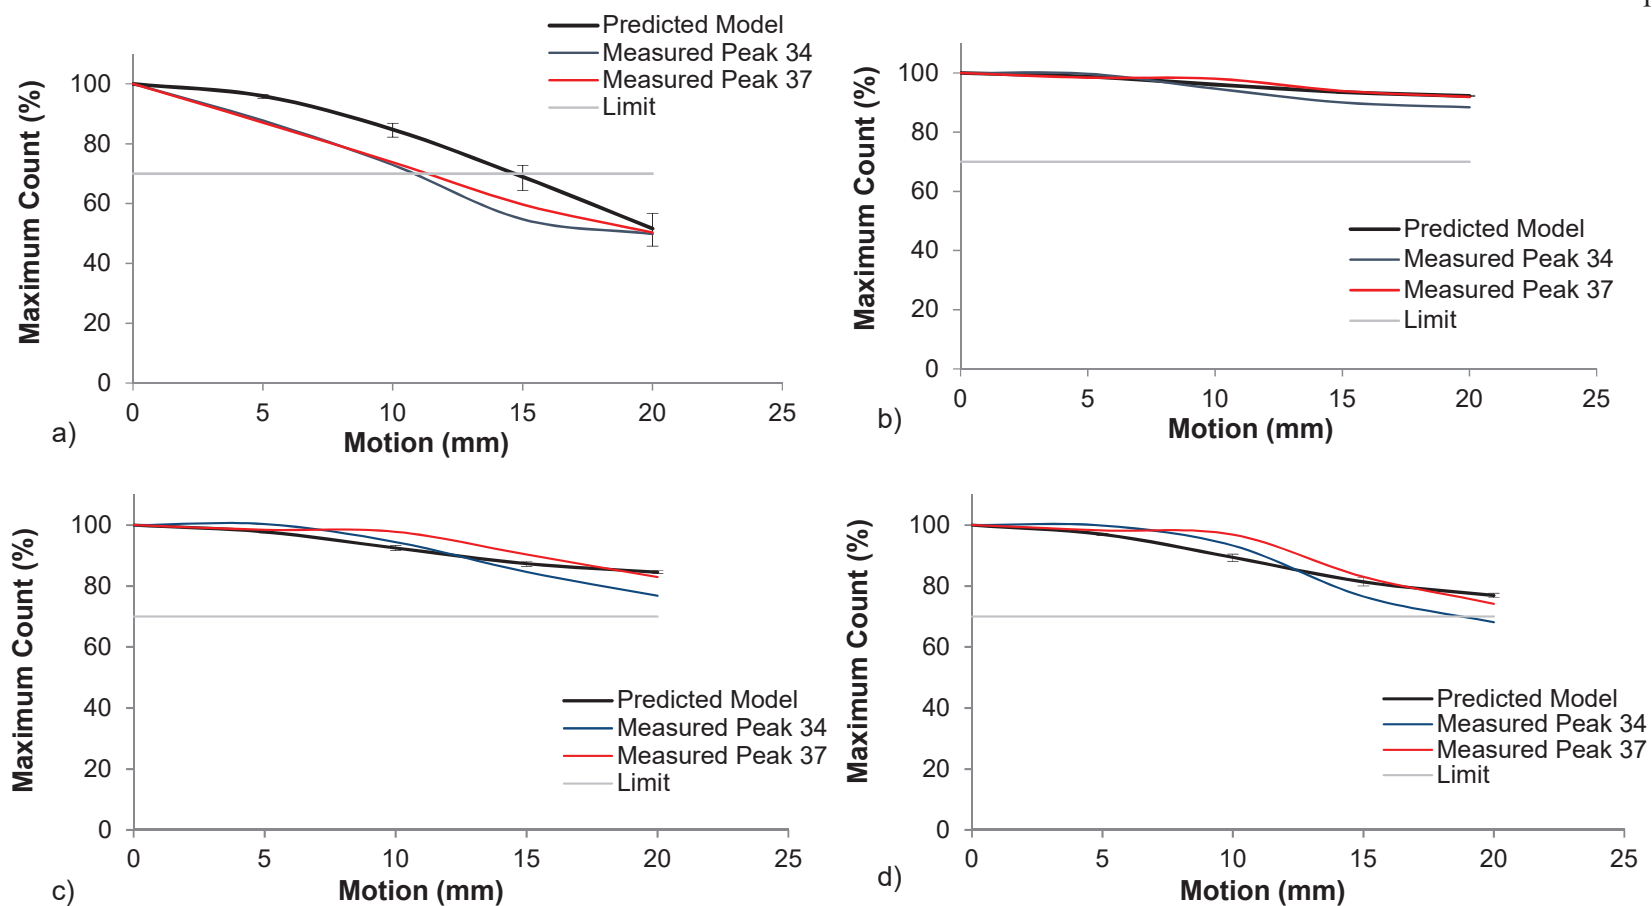 Predicted Model
Measured Peak 34
Measured Peak 37
Limit
Maximum Count (%)
100
80
60
40
20
0
0 5 10 15 20 25
a)
Motion (mm)
Maximum Count (%)
100
80
60
40
20
0
Predicted Model
Measured Peak 34
Measured Peak 37
Limit
0 5 10 15 20 25
b)
Motion (mm)
Maximum Count (%)
100
80
60
40
20
0
Predicted Model
Measured Peak 34
Measured Peak 37
Limit
0 5 10 15 20 25
c)
Motion (mm)
Maximum Count (%)
100
80
60
40
20
0
Predicted Model
Measured Peak 34
Measured Peak 37
Limit
0 5 10 15 20 25
d)
Motion (mm)